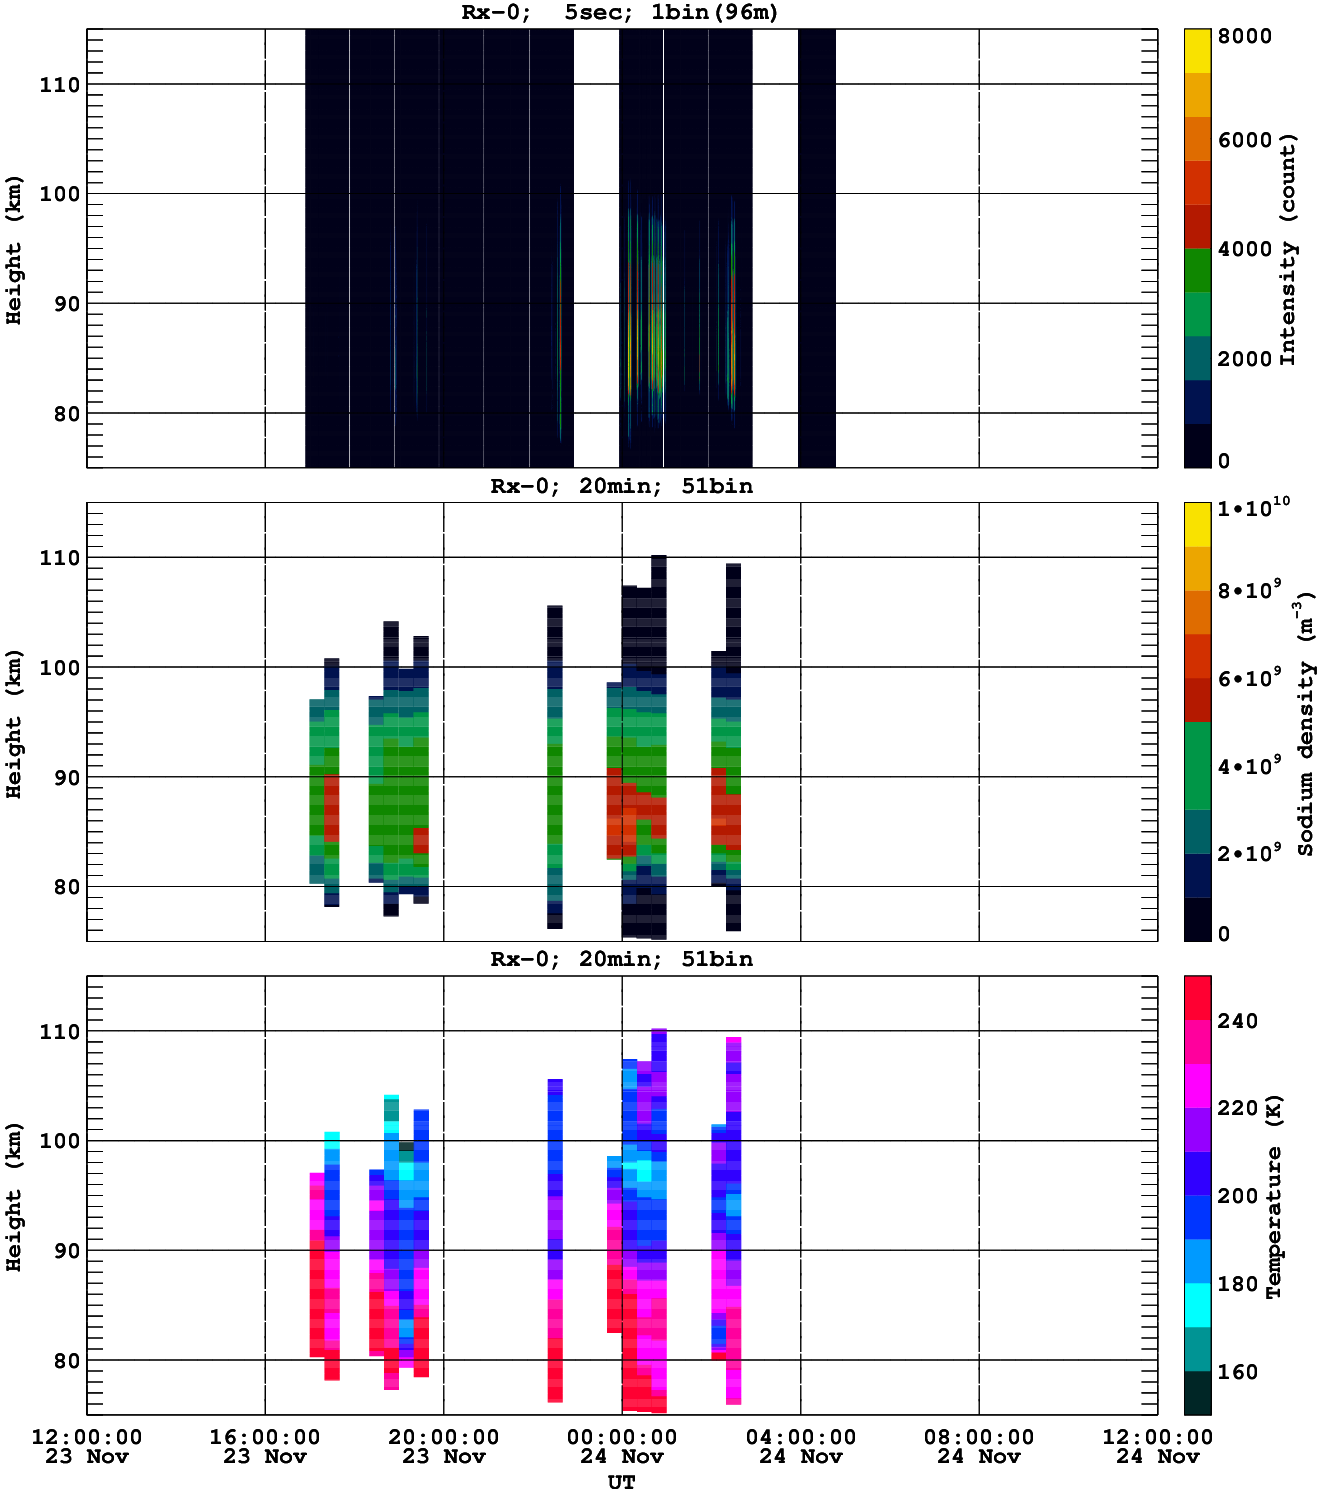 Rx-0;  5sec; 1bin(96m)
110
100
90
80
Height (km)
8000
6000
4000
2000
0
Intensity (count)
Rx-0; 20min; 51bin
110
100
90
80
Height (km)
1•10¹⁰
8•10⁹
6•10⁹
4•10⁹
2•10⁹
0
Sodium density (m⁻³)
Rx-0; 20min; 51bin
110
100
90
80
Height (km)
240
220
200
180
160
Temperature (K)
12:00:00 16:00:00 20:00:00 00:00:00 04:00:00 08:00:00 12:00:00
23 Nov 23 Nov 23 Nov 24 Nov 24 Nov 24 Nov 24 Nov
UT